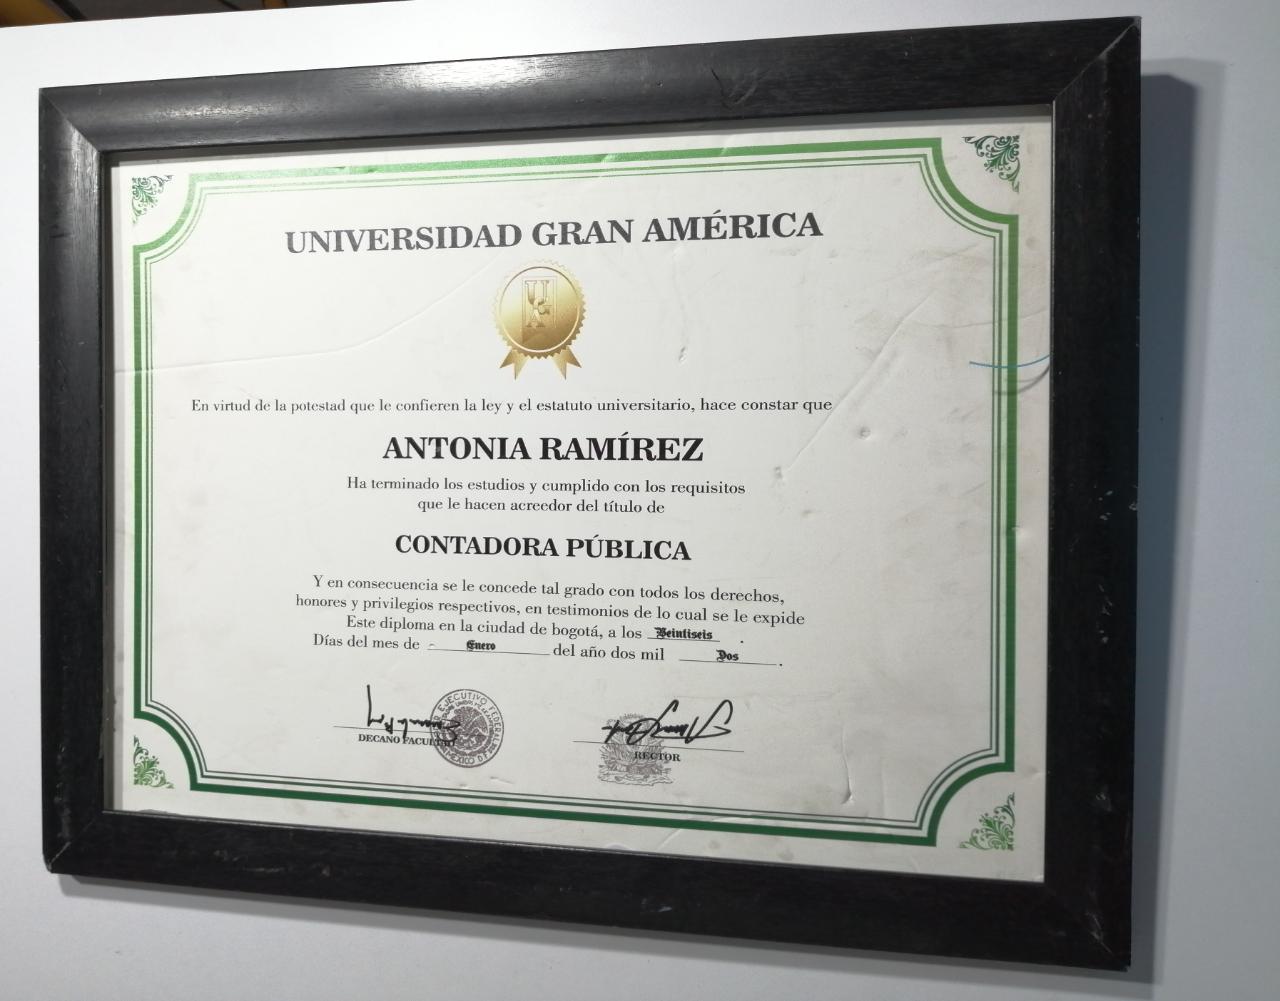 UNIVERSIDAD GRAN AMÉRICA
UGA
En virtud de la potestad que le confieren la ley y el estatuto universitario, hace constar que
ANTONIA RAMÍREZ
Ha terminado los estudios y cumplido con los requisitos
que le hacen acreedor del título de
CONTADORA PÚBLICA
Y en consecuencia se le concede tal grado con todos los derechos,
honores y privilegios respectivos, en testimonios de lo cual se le expide
Este diploma en la ciudad de bogotá, a los Veintiseis .
Días del mes de Enero del año dos mil Dos .
EJECUTIVO FEDERAL
MEXICO D.F.
DECANO FACULTAD
RECTOR